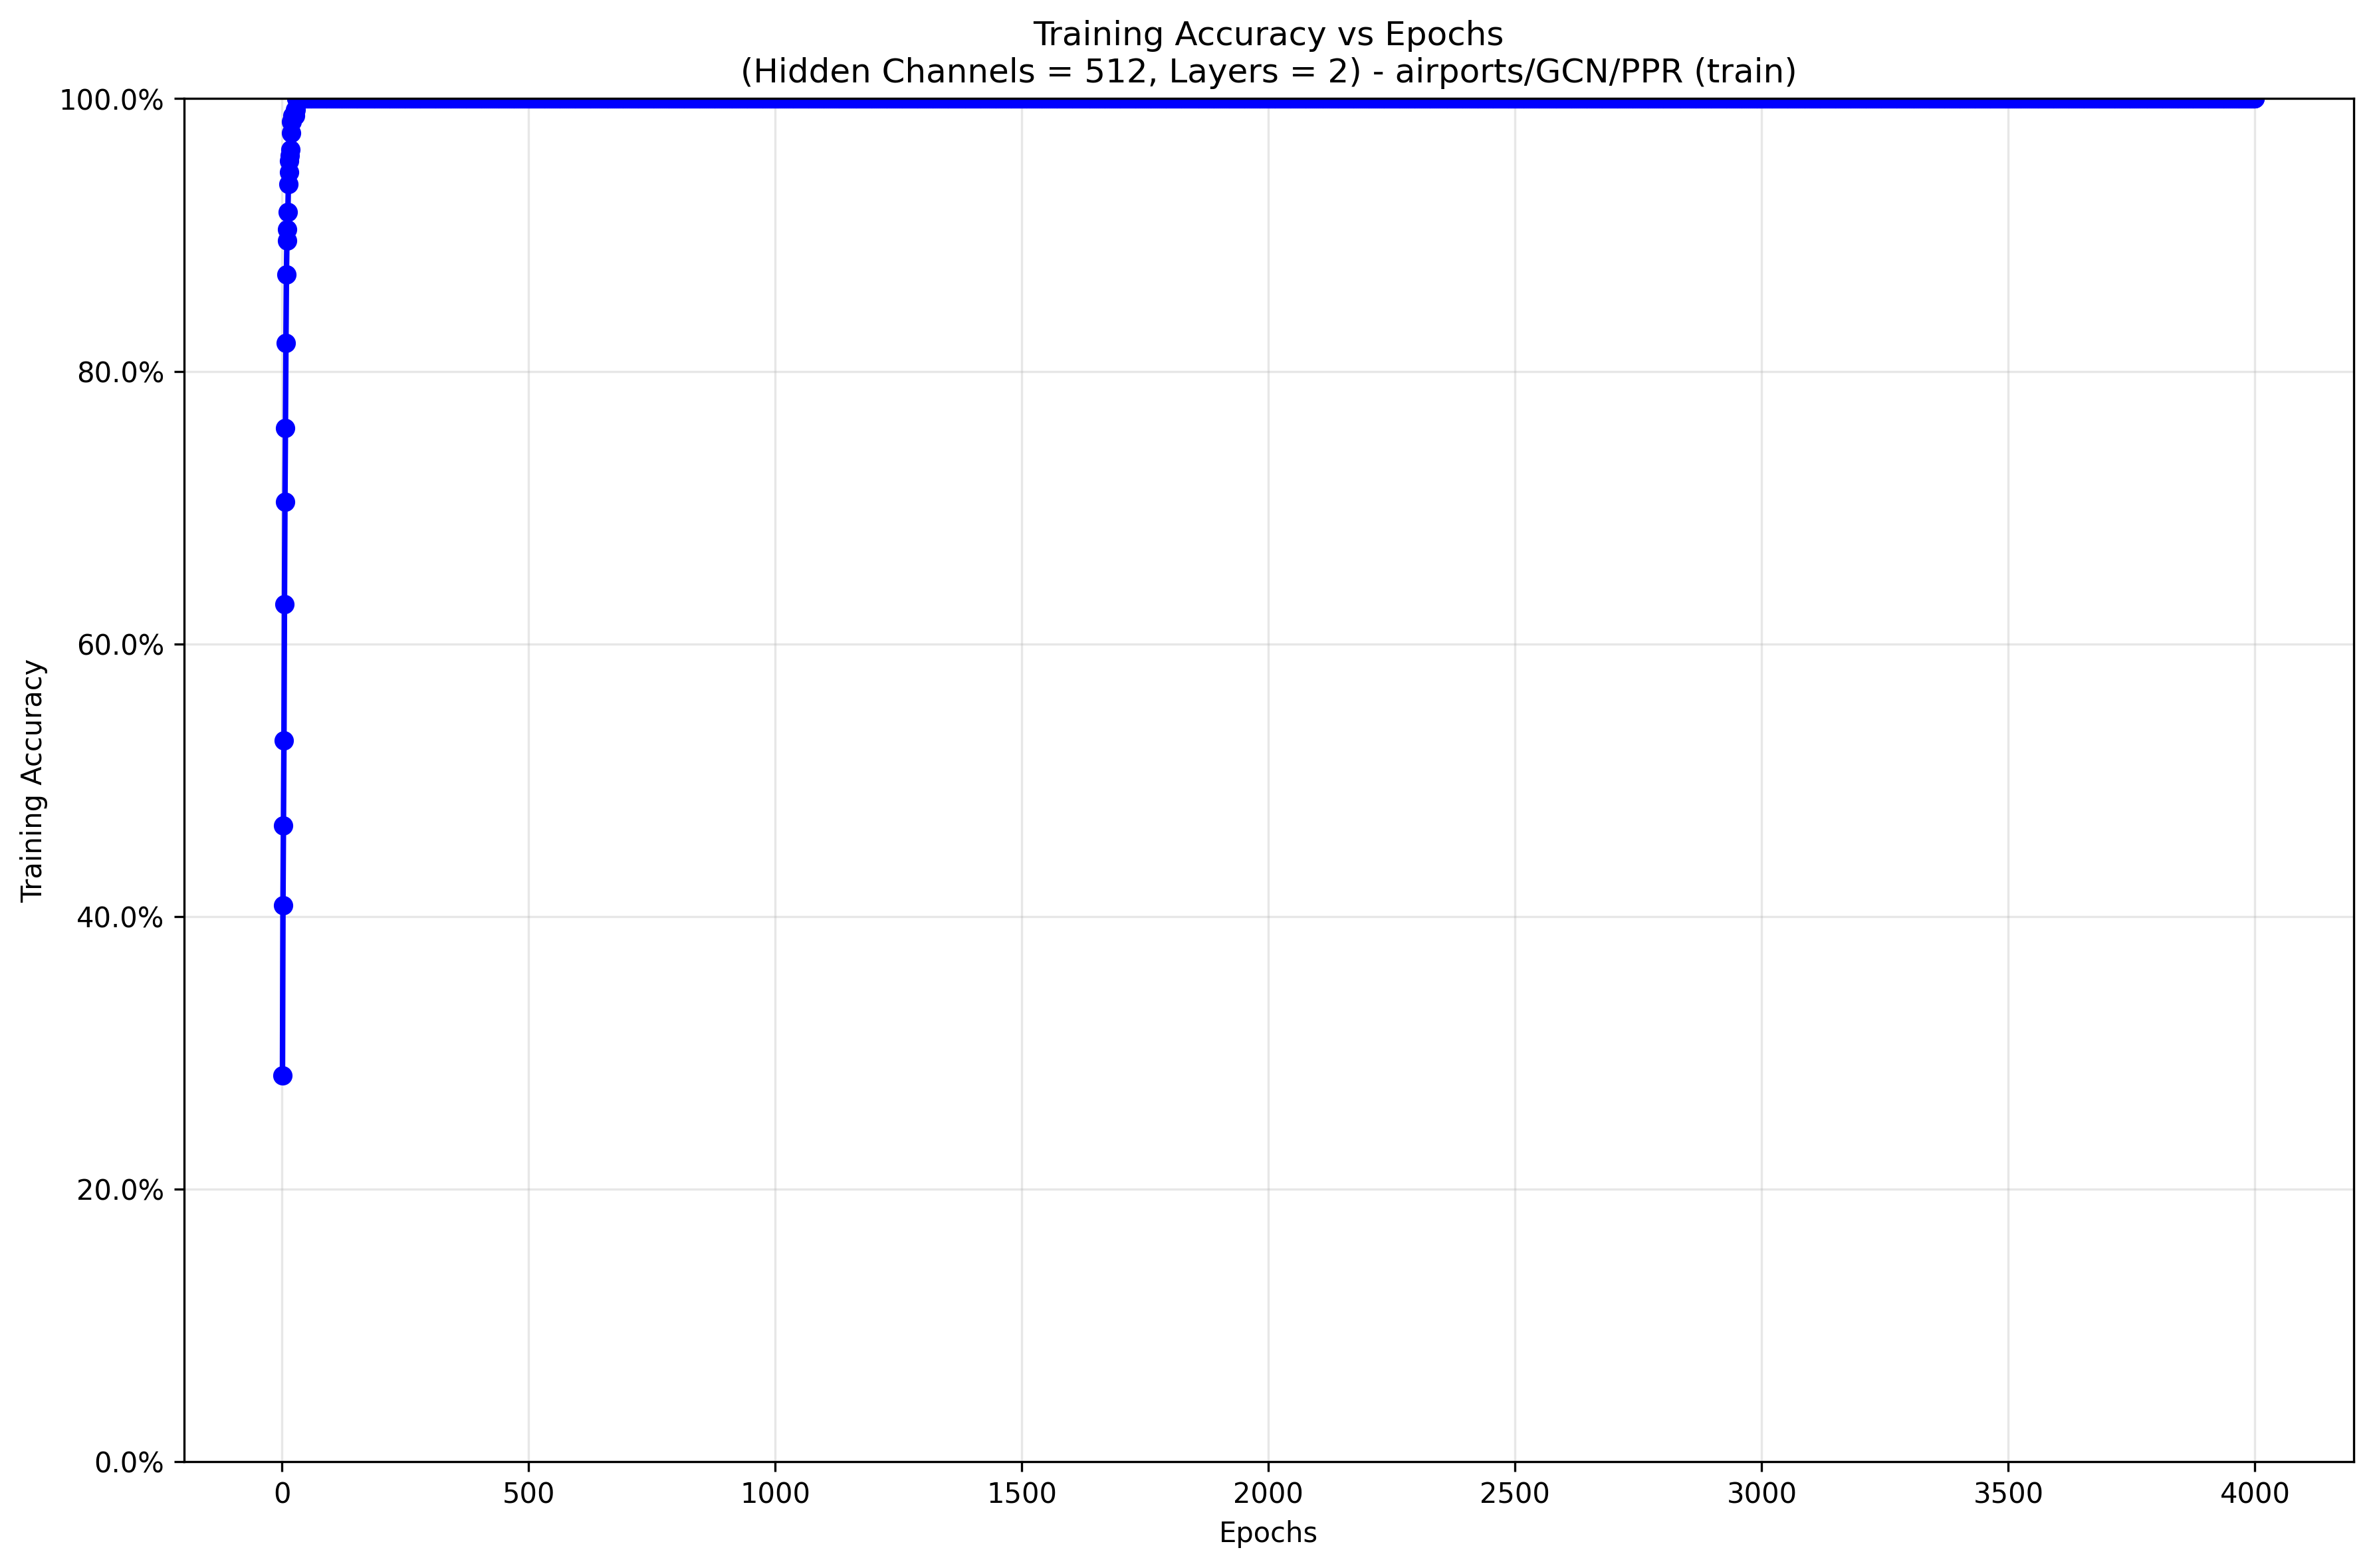 Training Accuracy vs Epochs
(Hidden Channels = 512, Layers = 2) - airports/GCN/PPR (train)
Training Accuracy
100.0%
80.0%
60.0%
40.0%
20.0%
0.0%
0 500 1000 1500 2000 2500 3000 3500 4000
Epochs